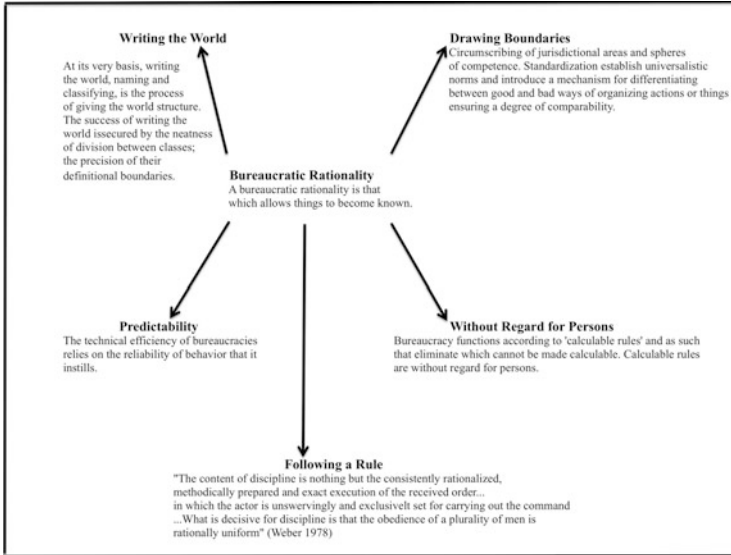 Writing the World
At its very basis, writing
the world, naming and
classifying, is the process
of giving the world structure.
The success of writing the
world issecured by the neatness
of division between classes;
the precision of their
definitional boundaries.
Drawing Boundaries
Circumscribing of jurisdictional areas and spheres
of competence. Standardization establish universalistic
norms and introduce a mechanism for differentiating
between good and bad ways of organizing actions or things
ensuring a degree of comparability.
Bureaucratic Rationality
A bureaucratic rationality is that
which allows things to become known.
Predictability
The technical efficiency of bureaucracies
relies on the reliability of behavior that it
instills.
Without Regard for Persons
Bureaucracy functions according to 'calculable rules' and as such
that eliminate which cannot be made calculable. Calculable rules
are without regard for persons.
Following a Rule
"The content of discipline is nothing but the consistently rationalized,
methodically prepared and exact execution of the received order...
in which the actor is unswervingly and exclusivelt set for carrying out the command
...What is decisive for discipline is that the obedience of a plurality of men is
rationally uniform" (Weber 1978)